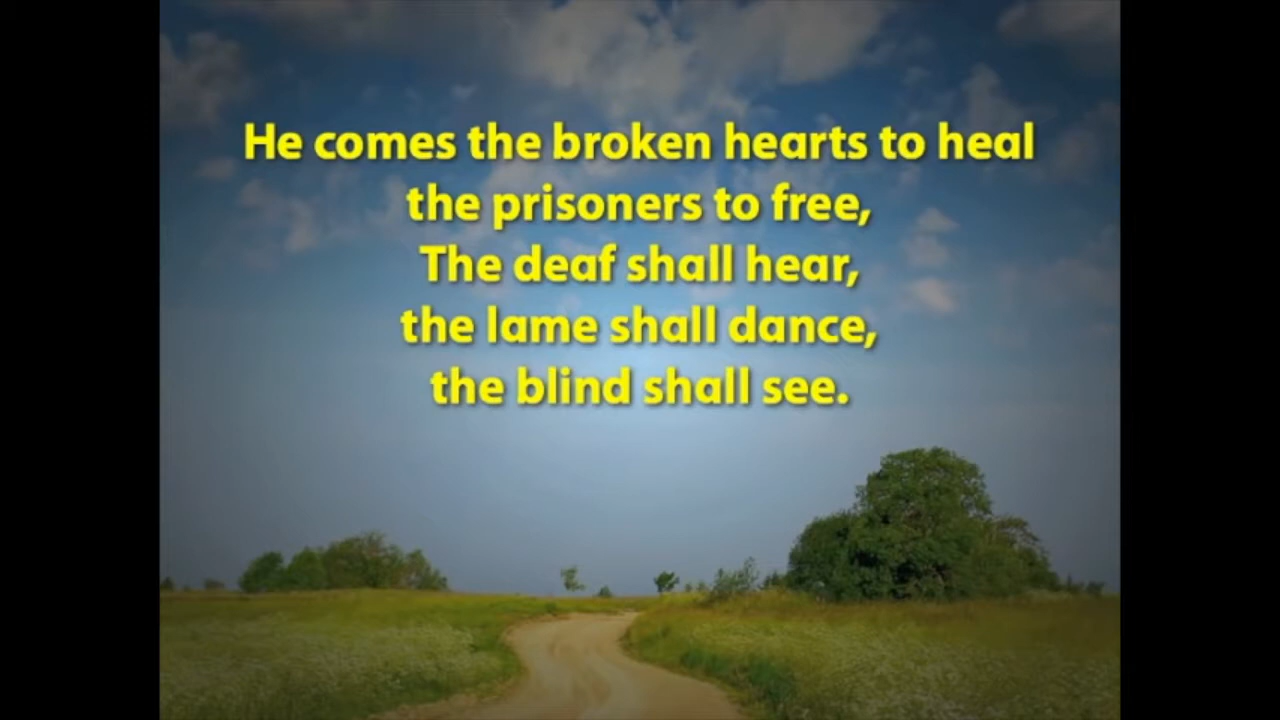 He comes the broken hearts to heal
the prisoners to free,
The deaf shall hear,
the lame shall dance,
the blind shall see.